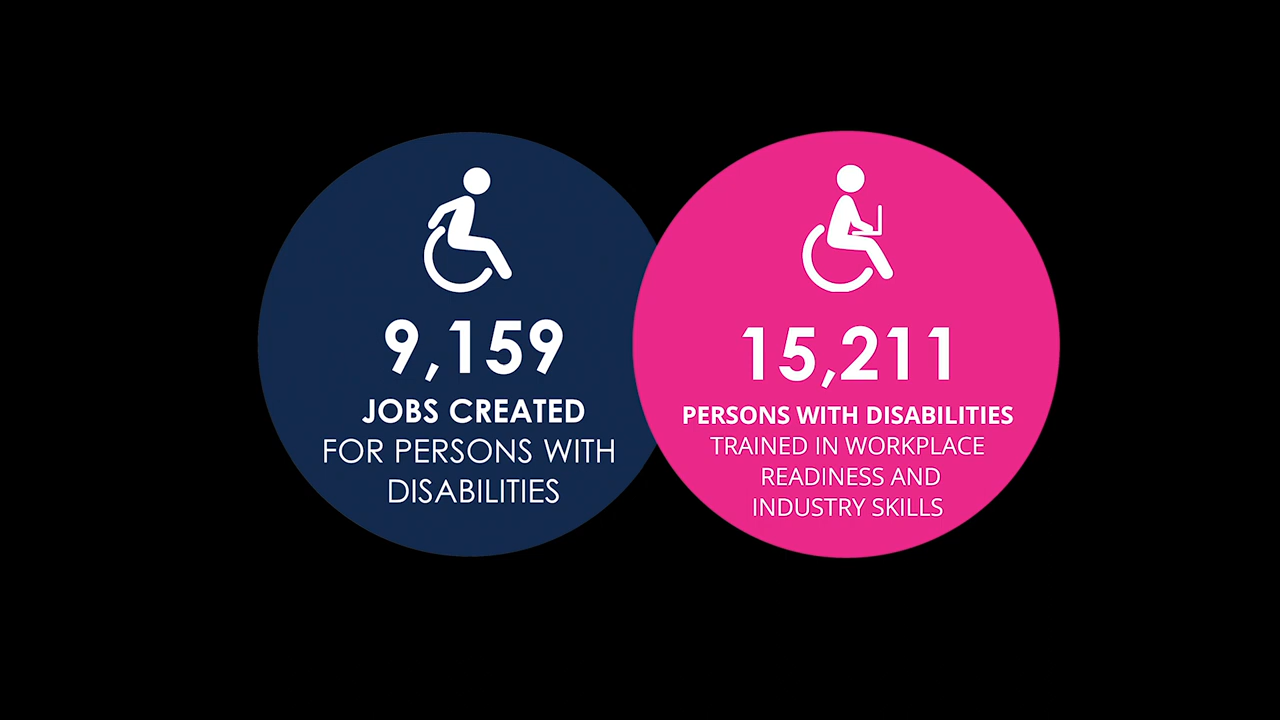 9,159
JOBS CREATED
FOR PERSONS WITH
DISABILITIES
15,211
PERSONS WITH DISABILITIES
TRAINED IN WORKPLACE
READINESS AND
INDUSTRY SKILLS